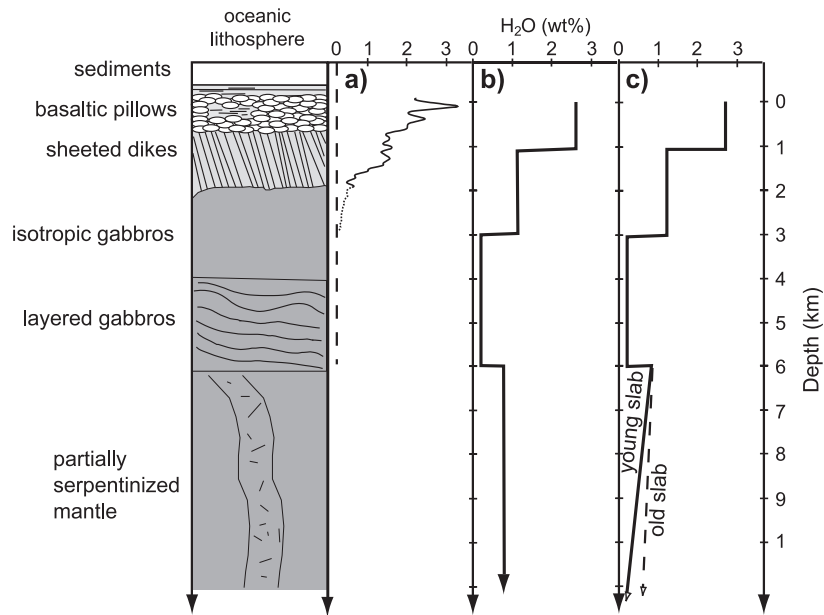 oceanic
lithosphere
H₂O (wt%)
0 1 2 3 0 1 2 3 0 1 2 3
sediments
a)
b)
c)
basaltic pillows
sheeted dikes
isotropic gabbros
layered gabbros
partially
serpentinized
mantle
young slab
old slab
0
1
2
3
4
5
6
7
8
9
1
Depth (km)